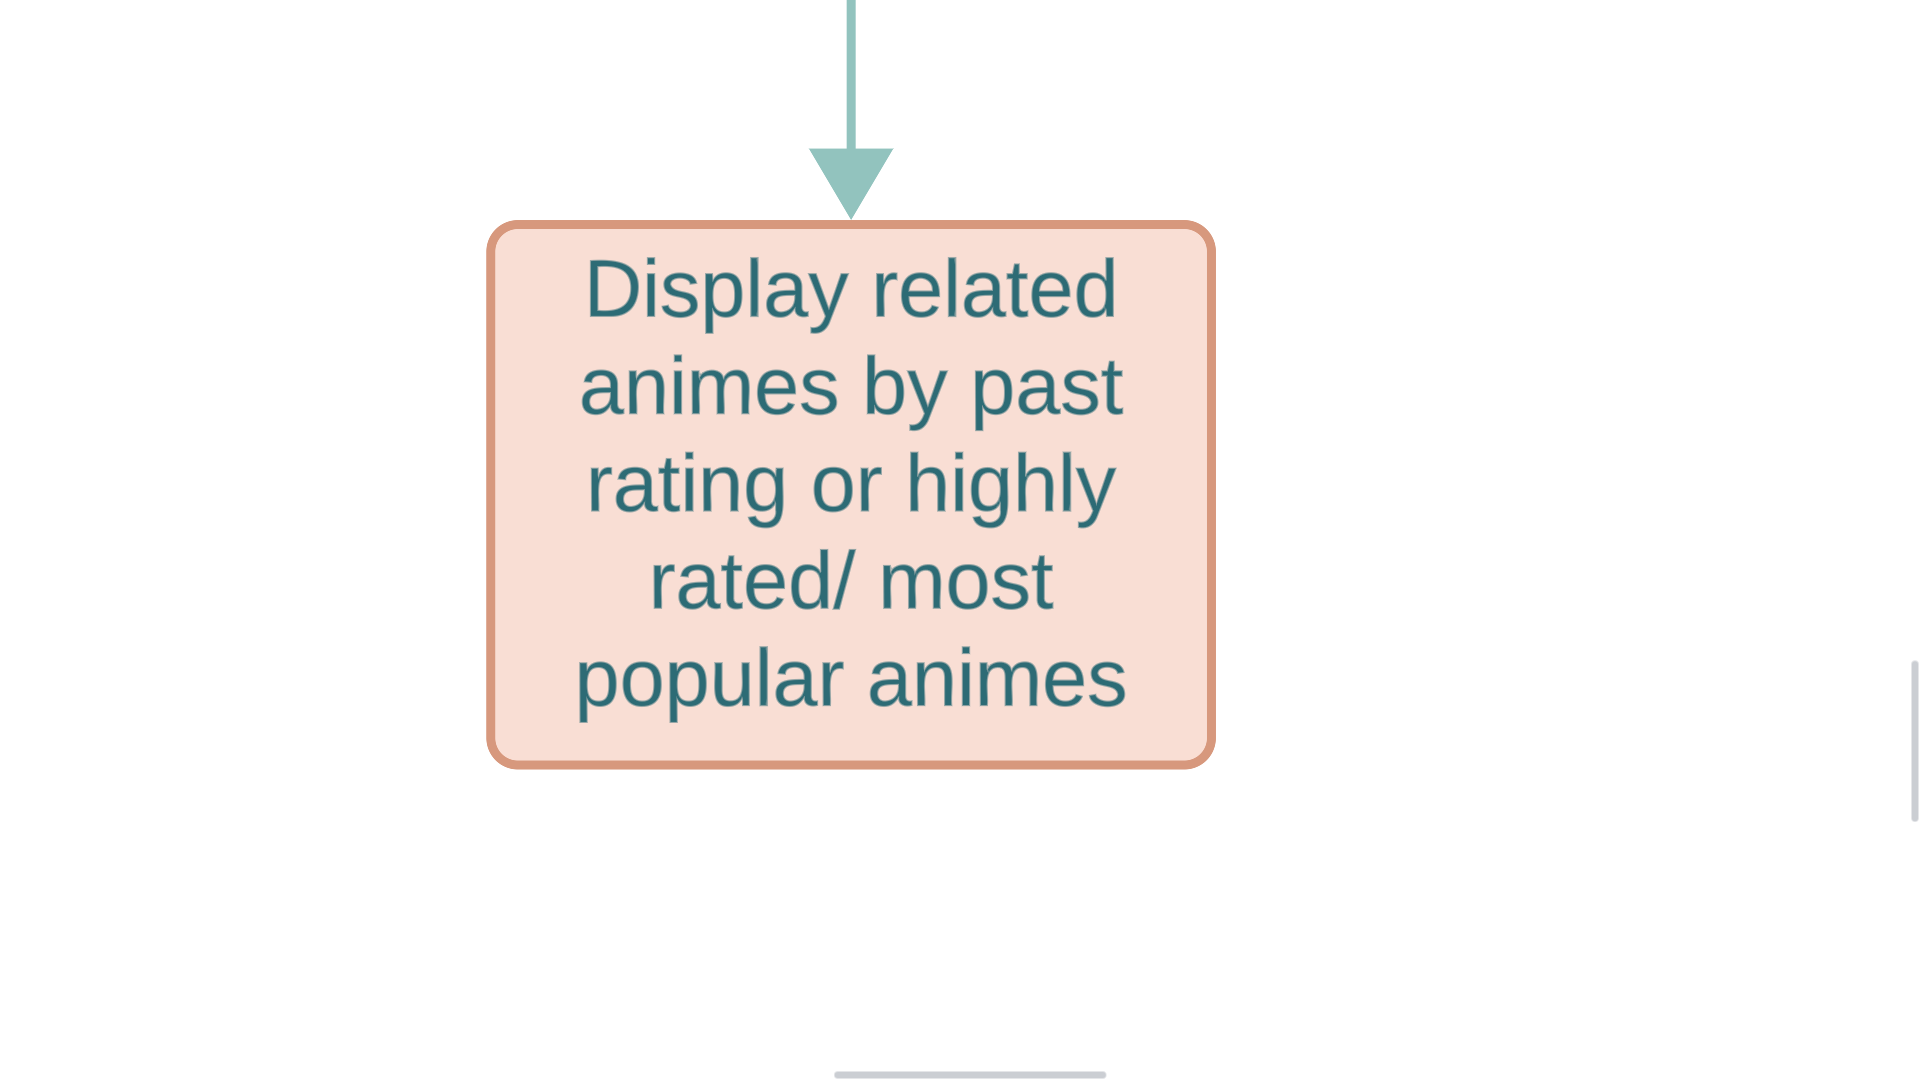 Display related
animes by past
rating or highly
rated/ most
popular animes